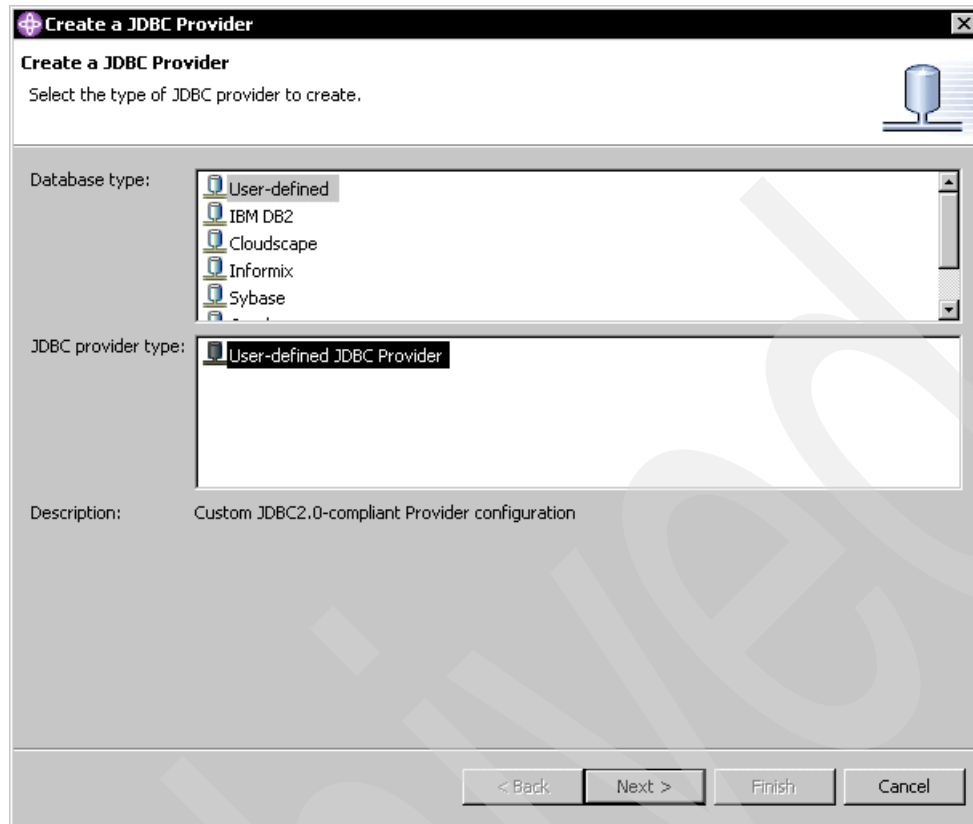 Create a JDBC Provider
Create a JDBC Provider
Select the type of JDBC provider to create.
Database type:
User-defined
IBM DB2
Cloudscape
Informix
Sybase
JDBC provider type:
User-defined JDBC Provider
Description: Custom JDBC2.0-compliant Provider configuration
< Back Next > Finish Cancel